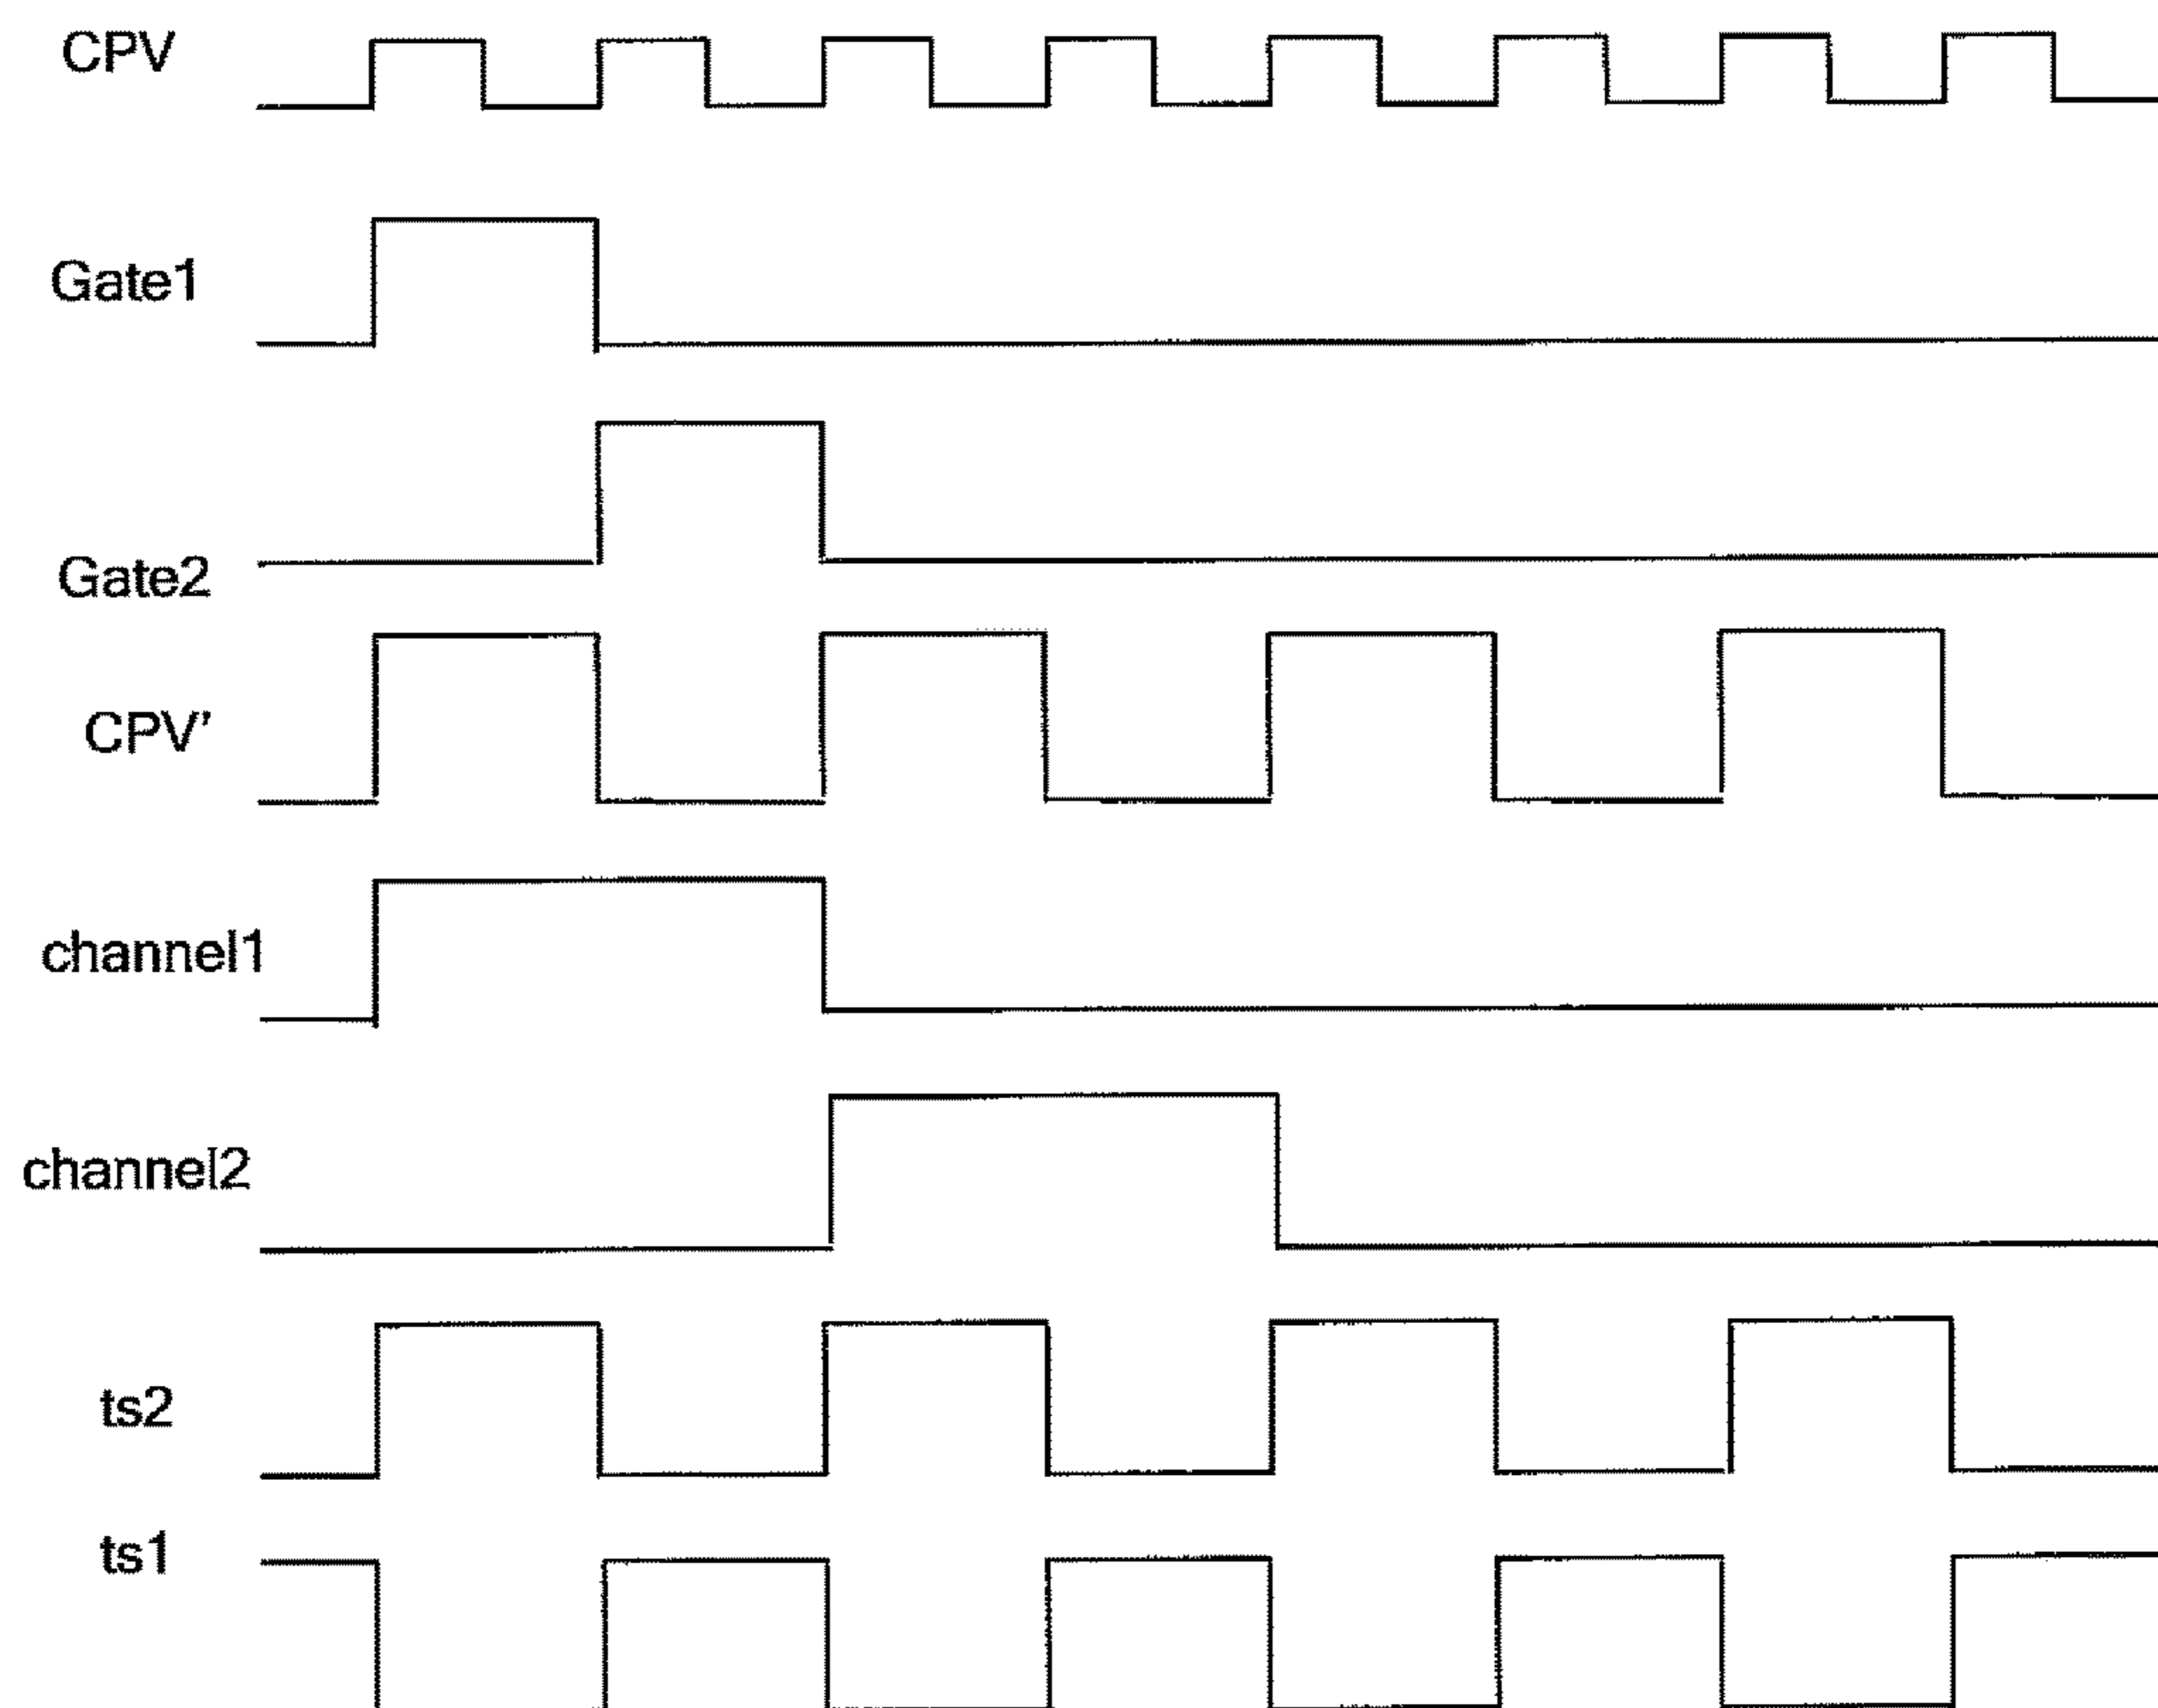 CPV
Gate1
Gate2
CPV'
channel1
channel2
ts2
ts1